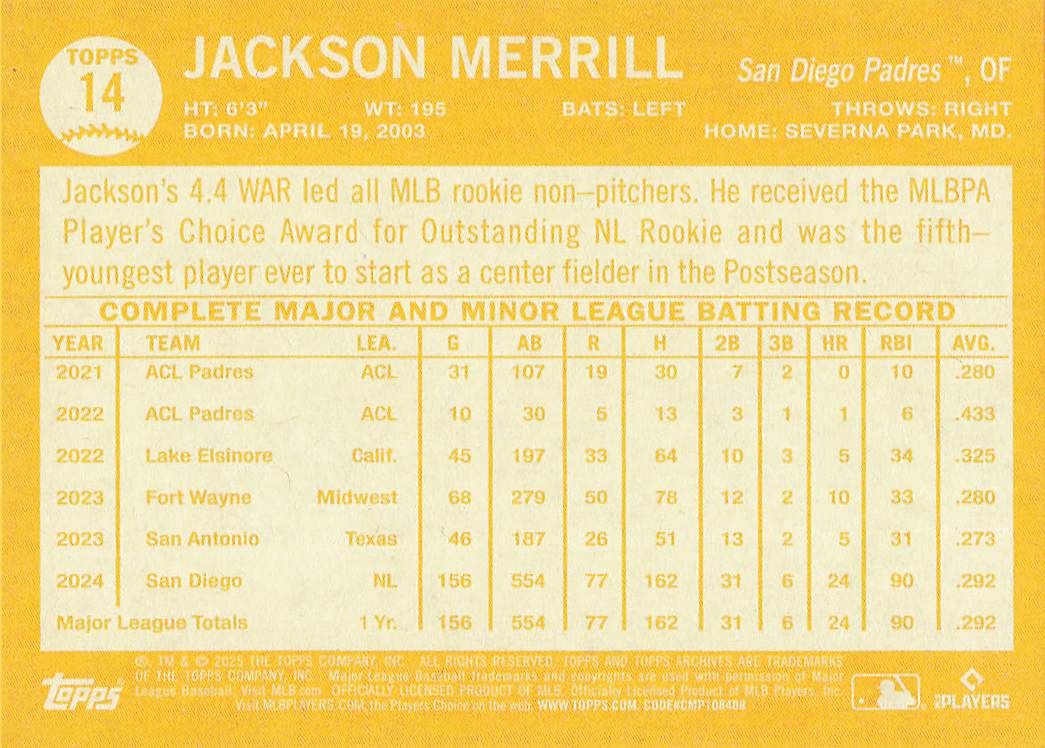 TOPPS
14
JACKSON MERRILL
San Diego Padres™, OF
HT: 6'3" WT: 195 BATS: LEFT THROWS: RIGHT
BORN: APRIL 19, 2003 HOME: SEVERNA PARK, MD.
Jackson's 4.4 WAR led all MLB rookie non–pitchers. He received the MLBPA
Player's Choice Award for Outstanding NL Rookie and was the fifth–
youngest player ever to start as a center fielder in the Postseason.
COMPLETE MAJOR AND MINOR LEAGUE BATTING RECORD
YEAR TEAM LEA. G AB R H 2B 3B HR RBI AVG.
2021 ACL Padres ACL 31 107 19 30 7 2 0 10 .280
2022 ACL Padres ACL 10 30 5 13 3 1 1 6 .433
2022 Lake Elsinore Calif. 45 197 33 64 10 3 5 34 .325
2023 Fort Wayne Midwest 68 279 50 78 12 2 10 33 .280
2023 San Antonio Texas 46 187 26 51 13 2 5 31 .273
2024 San Diego NL 156 554 77 162 31 6 24 90 .292
Major League Totals 1 Yr. 156 554 77 162 31 6 24 90 .292
®, TM & © 2025 THE TOPPS COMPANY, INC. ALL RIGHTS RESERVED. TOPPS AND TOPPS ARCHIVES ARE TRADEMARKS
OF THE TOPPS COMPANY, INC. Major League Baseball trademarks and copyrights are used with permission of Major
League Baseball. Visit MLB.com. OFFICIALLY LICENSED PRODUCT OF MLB. Officially Licensed Product of MLB Players, Inc.
Visit MLBPLAYERS.COM, the Players Choice on the web. WWW.TOPPS.COM. CODE#CMP108408
Topps®
MLB PLAYERS